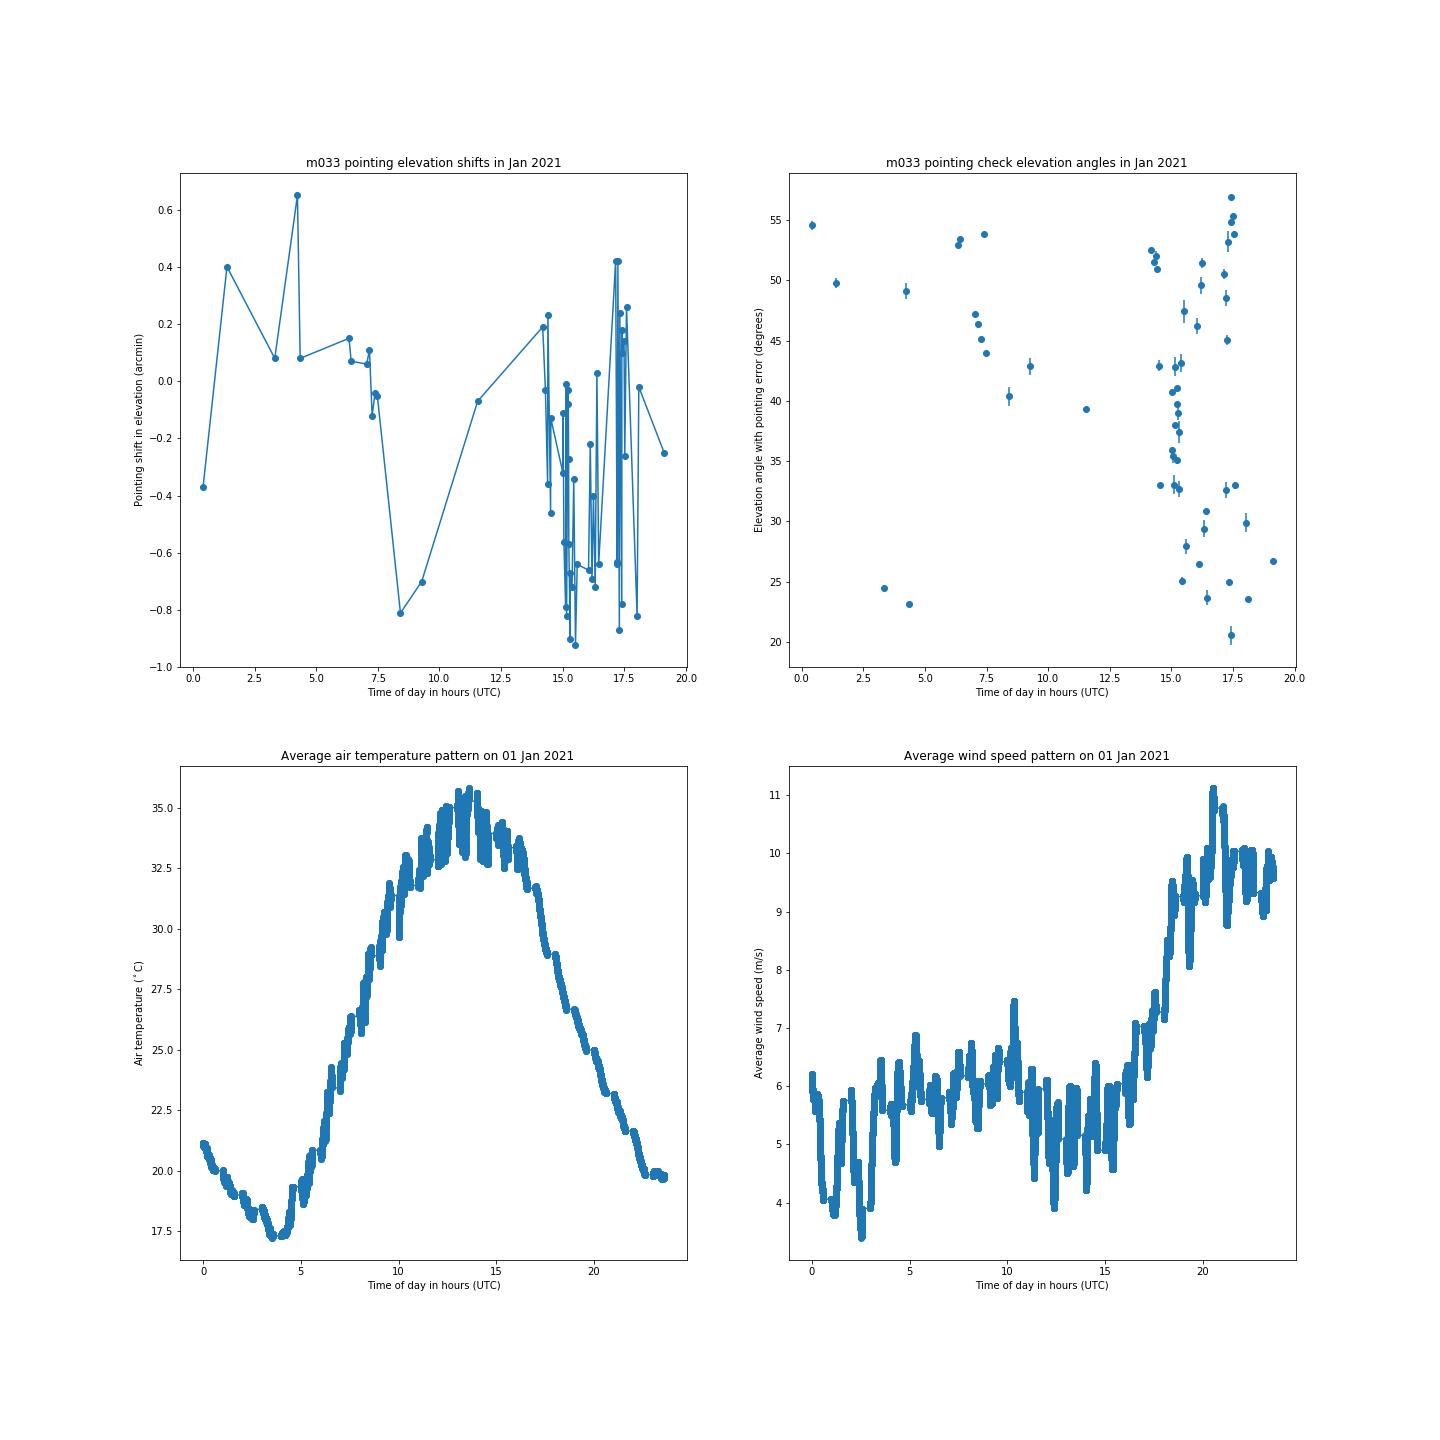 m033 pointing elevation shifts in Jan 2021
Pointing shift in elevation (arcmin)
0.6
0.4
0.2
0.0
−0.2
−0.4
−0.6
−0.8
−1.0
0.0 2.5 5.0 7.5 10.0 12.5 15.0 17.5 20.0
Time of day in hours (UTC)
m033 pointing check elevation angles in Jan 2021
Elevation angle with pointing error (degrees)
55
50
45
40
35
30
25
20
0.0 2.5 5.0 7.5 10.0 12.5 15.0 17.5 20.0
Time of day in hours (UTC)
Average air temperature pattern on 01 Jan 2021
Air temperature (°C)
35.0
32.5
30.0
27.5
25.0
22.5
20.0
17.5
0 5 10 15 20
Time of day in hours (UTC)
Average wind speed pattern on 01 Jan 2021
Average wind speed (m/s)
11
10
9
8
7
6
5
4
0 5 10 15 20
Time of day in hours (UTC)